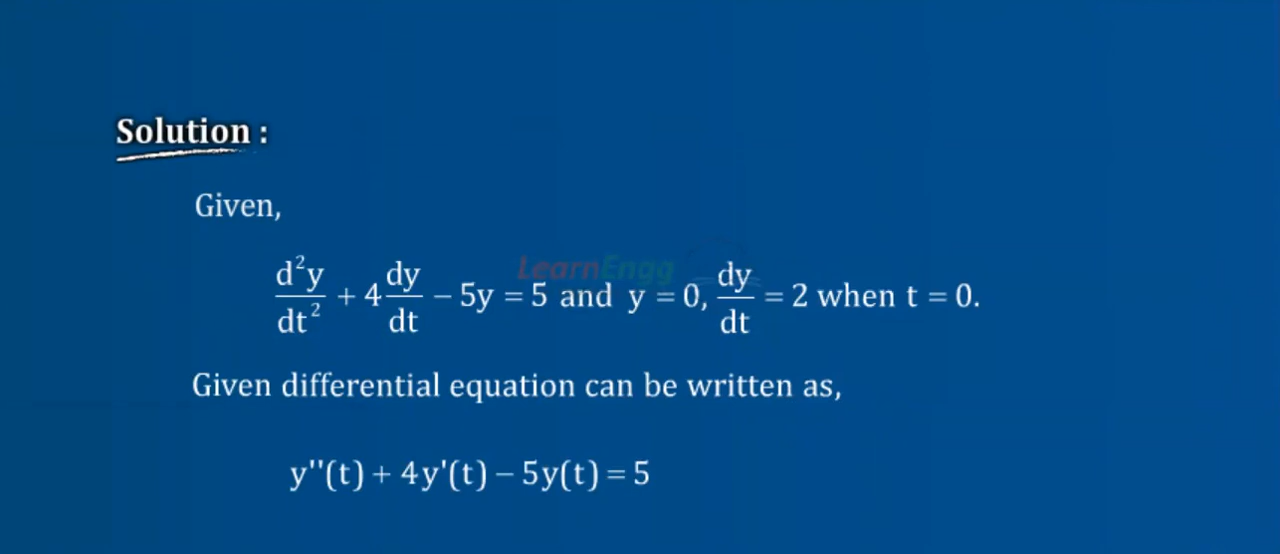 Solution :
Given,
d²y/dt² + 4 dy/dt − 5y = 5 and y = 0, dy/dt = 2 when t = 0.
LearnEngg
Given differential equation can be written as,
y''(t) + 4y'(t) − 5y(t) = 5